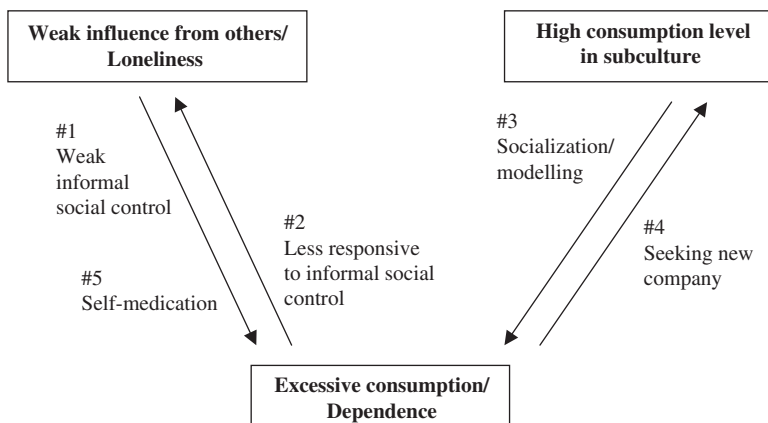 Weak influence from others/
Loneliness
High consumption level
in subculture
#1
Weak
informal
social control
#2
Less responsive
to informal social
control
#3
Socialization/
modelling
#4
Seeking new
company
#5
Self-medication
Excessive consumption/
Dependence